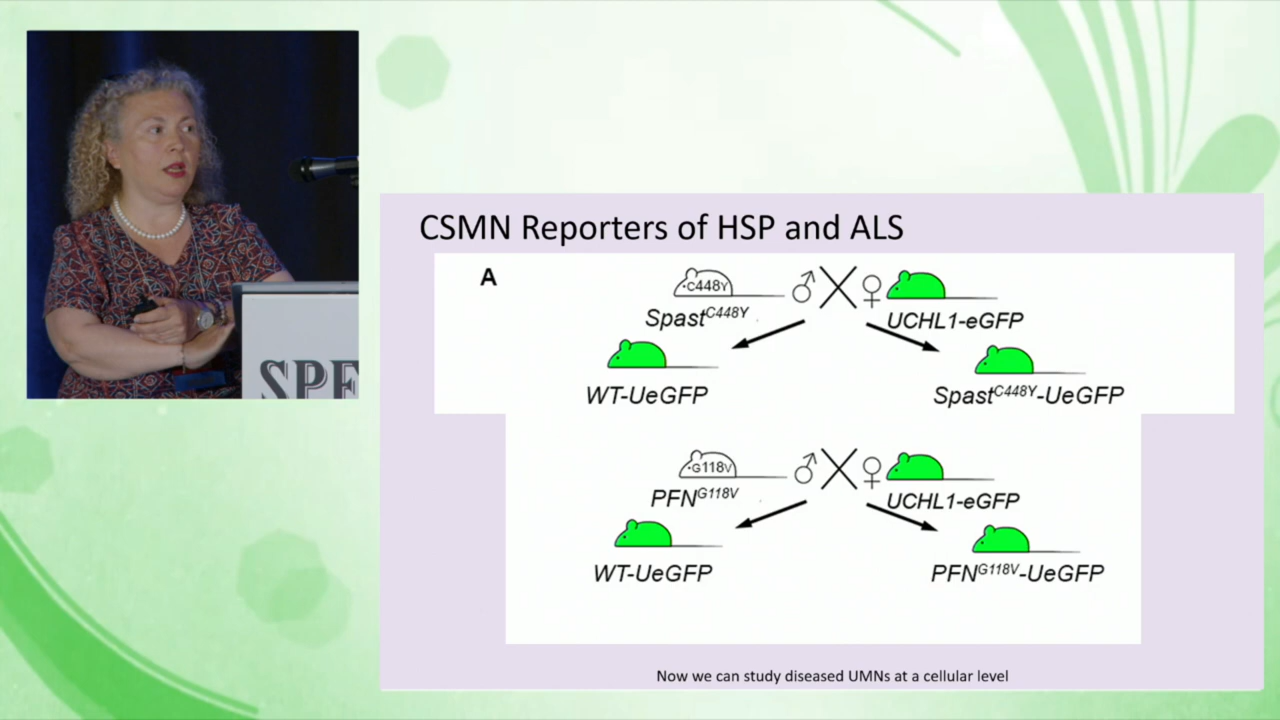 CSMN Reporters of HSP and ALS
A
C448Y
♂ X ♀
Spast^C448Y
UCHL1-eGFP
WT-UeGFP
Spast^C448Y-UeGFP
G118V
♂ X ♀
PFN^G118V
UCHL1-eGFP
WT-UeGFP
PFN^G118V-UeGFP
Now we can study diseased UMNs at a cellular level